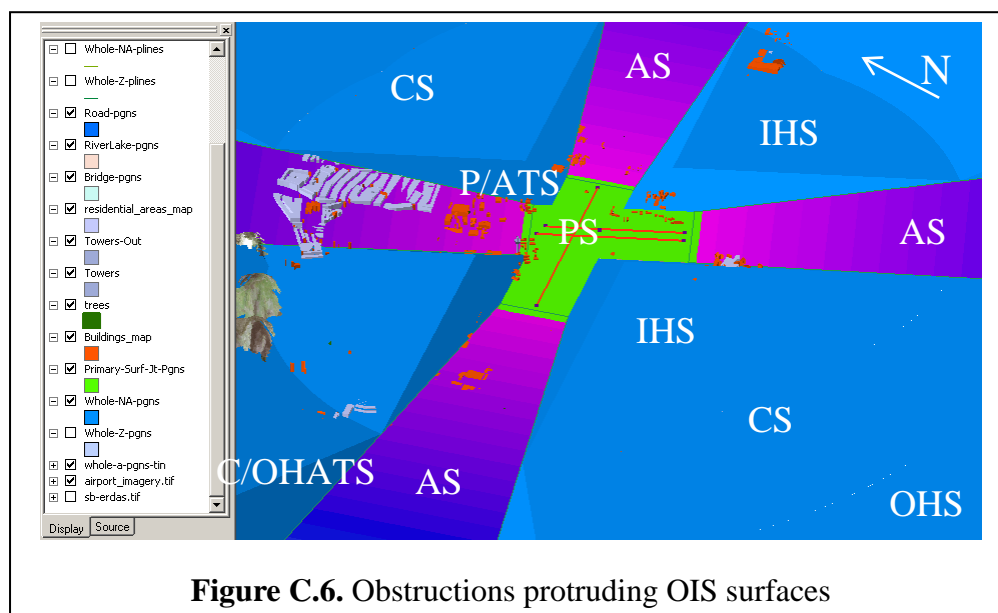 Whole-NA-plines
Whole-Z-plines
Road-pgns
RiverLake-pgns
Bridge-pgns
residential_areas_map
Towers-Out
Towers
trees
Buildings_map
Primary-Surf-Jt-Pgns
Whole-NA-pgns
Whole-Z-pgns
whole-a-pgns-tin
airport_imagery.tif
sb-erdas.tif
Display Source
CS
AS
N
IHS
P/ATS
PS
AS
IHS
CS
C/OHATS
AS
OHS
Figure C.6. Obstructions protruding OIS surfaces